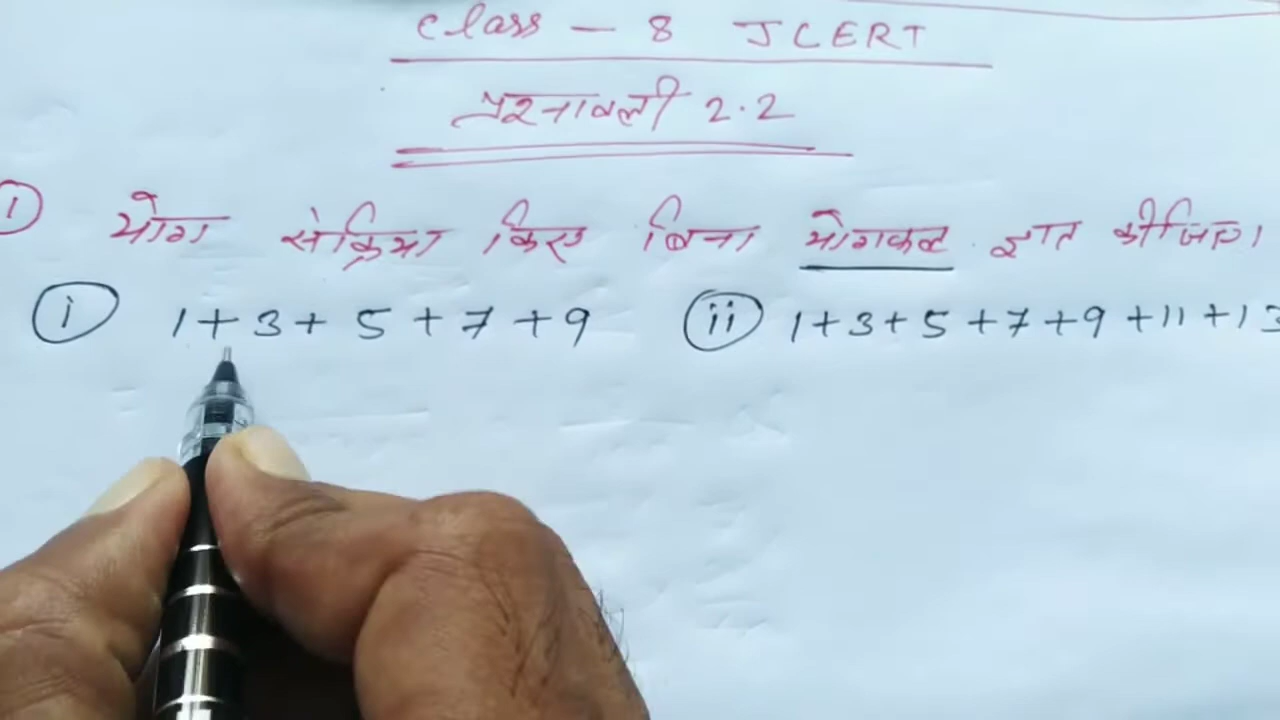 Class - 8 JCERT
प्रश्नावली 2.2
1 योग संक्रिया किए बिना योगफल ज्ञात कीजिए।
i 1+3+5+7+9 ii 1+3+5+7+9+11+13